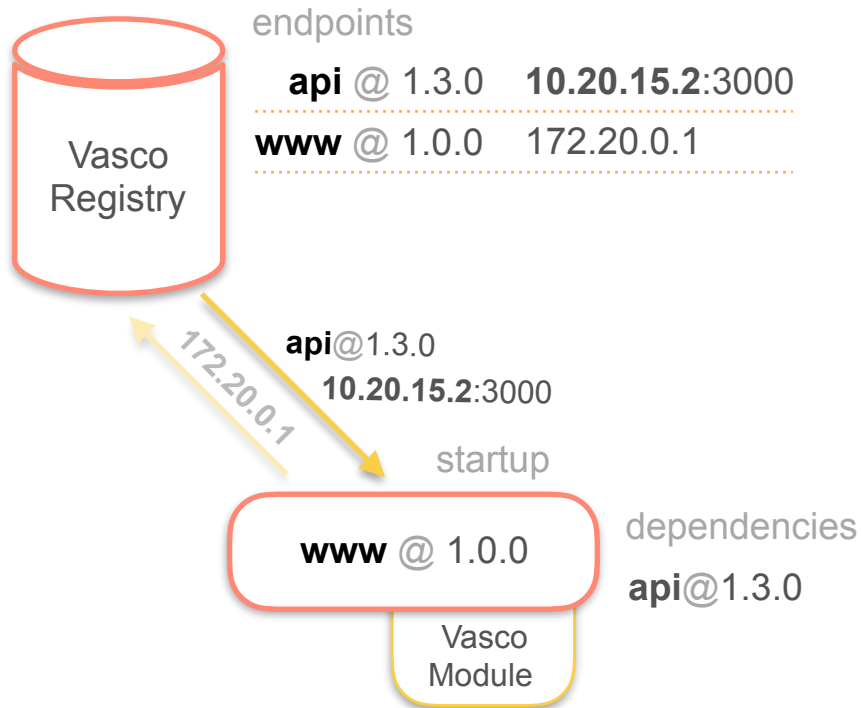 endpoints
api @ 1.3.0 10.20.15.2:3000
www @ 1.0.0 172.20.0.1
Vasco
Registry
172.20.0.1
api@1.3.0
10.20.15.2:3000
startup
www @ 1.0.0
dependencies
api@1.3.0
Vasco
Module